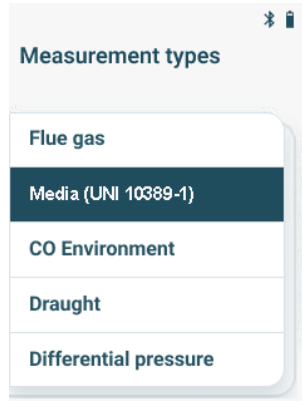 Measurement types
Flue gas
Media (UNI 10389-1)
CO Environment
Draught
Differential pressure